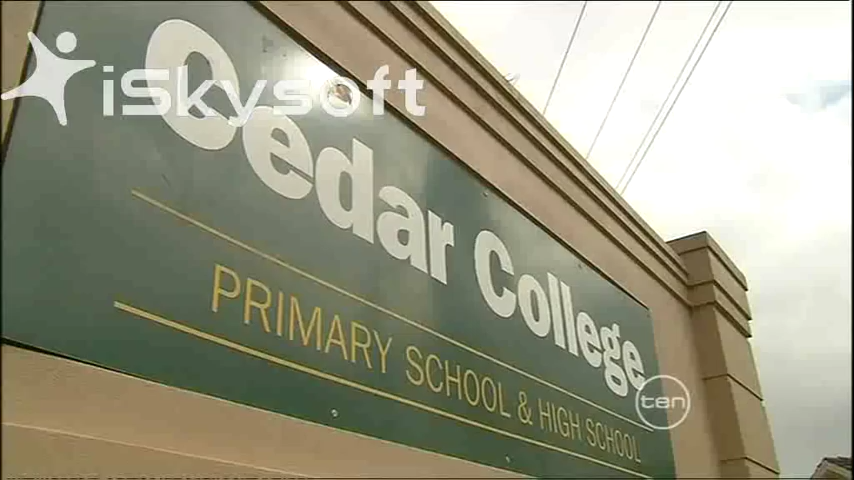 iSkysoft
Cedar College
PRIMARY SCHOOL & HIGH SCHOOL
ten